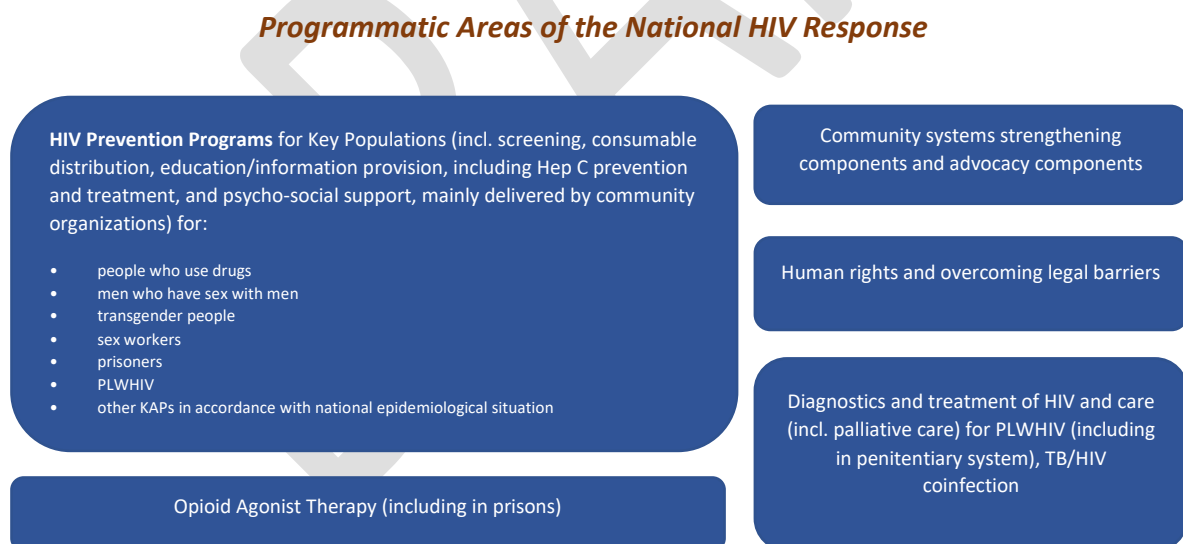 Programmatic Areas of the National HIV Response
HIV Prevention Programs for Key Populations (incl. screening, consumable
distribution, education/information provision, including Hep C prevention
and treatment, and psycho-social support, mainly delivered by community
organizations) for:
• people who use drugs
• men who have sex with men
• transgender people
• sex workers
• prisoners
• PLWHIV
• other KAPs in accordance with national epidemiological situation
Opioid Agonist Therapy (including in prisons)
Community systems strengthening
components and advocacy components
Human rights and overcoming legal barriers
Diagnostics and treatment of HIV and care
(incl. palliative care) for PLWHIV (including
in penitentiary system), TB/HIV
coinfection